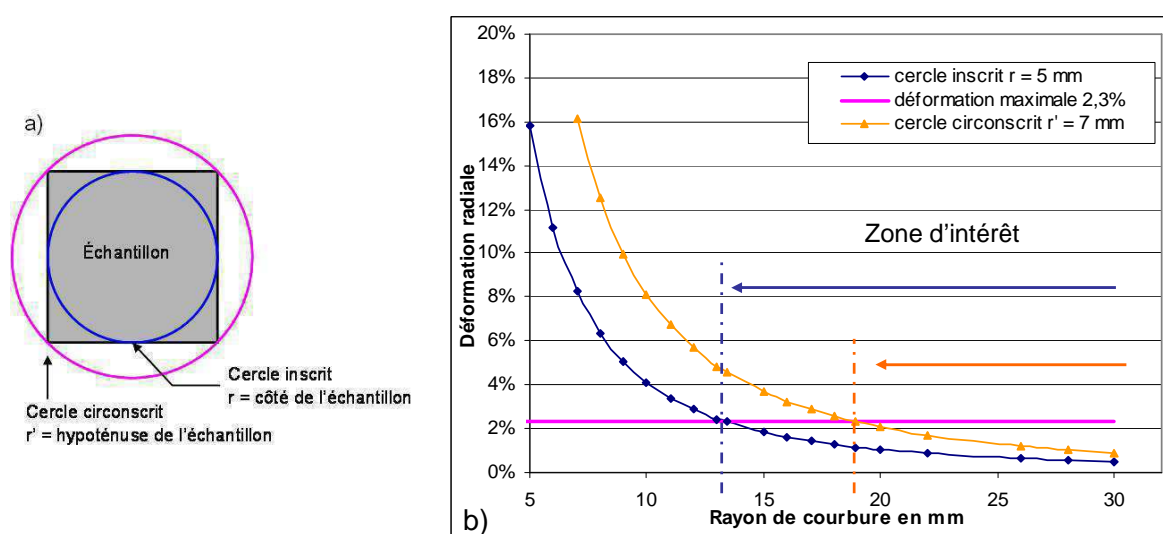 a)
Échantillon
Cercle inscrit
r = côté de l'échantillon
Cercle circonscrit
r' = hypoténuse de l'échantillon
20%
18%
16%
14%
12%
10%
8%
6%
4%
2%
0%
Déformation radiale
cercle inscrit r = 5 mm
déformation maximale 2,3%
cercle circonscrit r' = 7 mm
Zone d'intérêt
5 10 15 20 25 30
Rayon de courbure en mm
b)